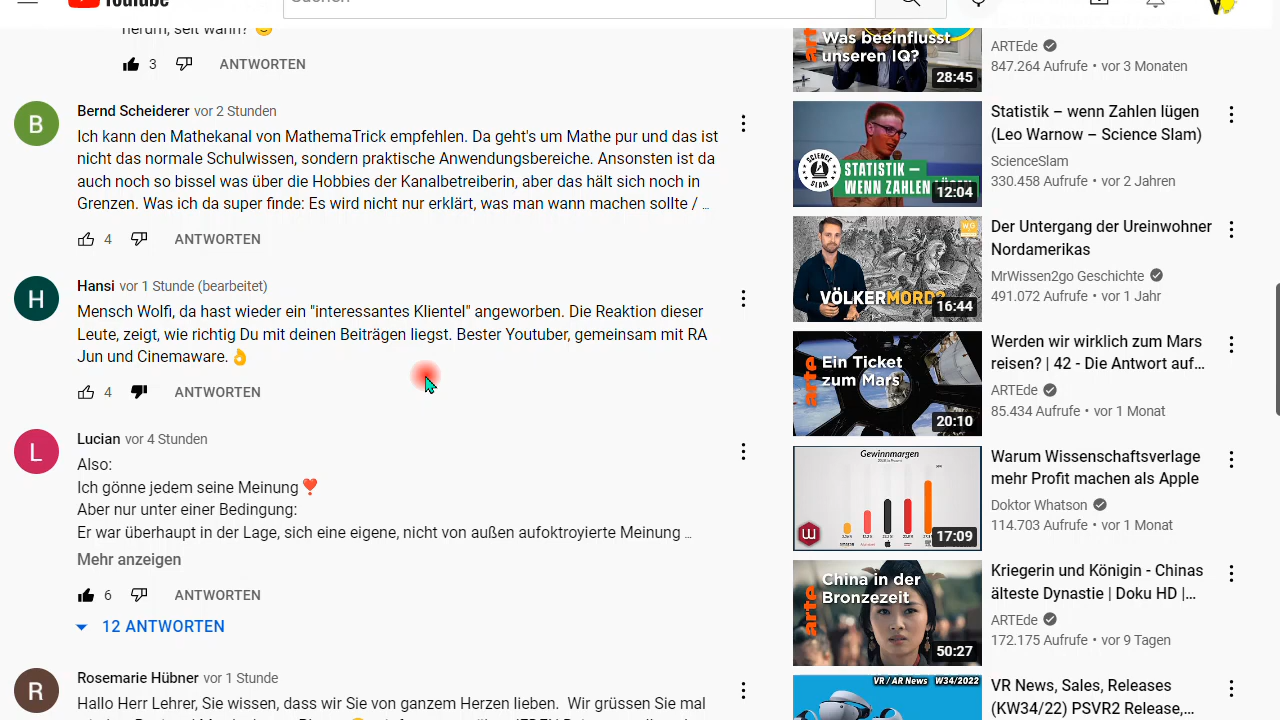 YouTube
Suchen
herum, seit wann? 😊
3
ANTWORTEN
B
Bernd Scheiderer vor 2 Stunden
Ich kann den Mathekanal von MathemaTrick empfehlen. Da geht's um Mathe pur und das ist
nicht das normale Schulwissen, sondern praktische Anwendungsbereiche. Ansonsten ist da
auch noch so bissel was über die Hobbies der Kanalbetreiberin, aber das hält sich noch in
Grenzen. Was ich da super finde: Es wird nicht nur erklärt, was man wann machen sollte / ...
4
ANTWORTEN
H
Hansi vor 1 Stunde (bearbeitet)
Mensch Wolfi, da hast wieder ein "interessantes Klientel" angeworben. Die Reaktion dieser
Leute, zeigt, wie richtig Du mit deinen Beiträgen liegst. Bester Youtuber, gemeinsam mit RA
Jun und Cinemaware. 👌
4
ANTWORTEN
L
Lucian vor 4 Stunden
Also:
Ich gönne jedem seine Meinung ❣️
Aber nur unter einer Bedingung:
Er war überhaupt in der Lage, sich eine eigene, nicht von außen aufoktroyierte Meinung ...
Mehr anzeigen
6
ANTWORTEN
12 ANTWORTEN
R
Rosemarie Hübner vor 1 Stunde
Hallo Herr Lehrer, Sie wissen, dass wir Sie von ganzem Herzen lieben. Wir grüssen Sie mal
arte
Was beeinflusst
unseren IQ?
28:45
ARTEde
847.264 Aufrufe • vor 3 Monaten
SCIENCE
SLAM
STATISTIK –
WENN ZAHLEN
12:04
Statistik – wenn Zahlen lügen
(Leo Warnow – Science Slam)
ScienceSlam
330.458 Aufrufe • vor 2 Jahren
WG
VÖLKERMORD?
16:44
Der Untergang der Ureinwohner
Nordamerikas
MrWissen2go Geschichte
491.072 Aufrufe • vor 1 Jahr
arte
Ein Ticket
zum Mars
20:10
Werden wir wirklich zum Mars
reisen? | 42 - Die Antwort auf...
ARTEde
85.434 Aufrufe • vor 1 Monat
Gewinnmargen
W
17:09
Warum Wissenschaftsverlage
mehr Profit machen als Apple
Doktor Whatson
114.703 Aufrufe • vor 1 Monat
arte
China in der
Bronzezeit
50:27
Kriegerin und Königin - Chinas
älteste Dynastie | Doku HD |...
ARTEde
172.175 Aufrufe • vor 9 Tagen
VR / AR News W34/2022
VR News, Sales, Releases
(KW34/22) PSVR2 Release,...